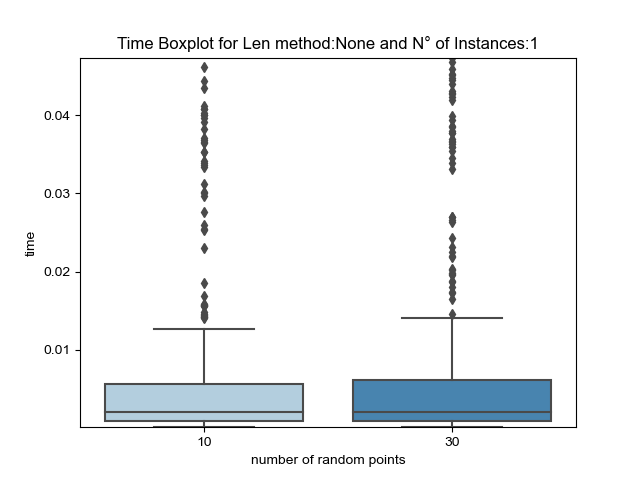 Time Boxplot for Len method:None and N° of Instances:1
0.04
0.03
0.02
0.01
time
10
30
number of random points